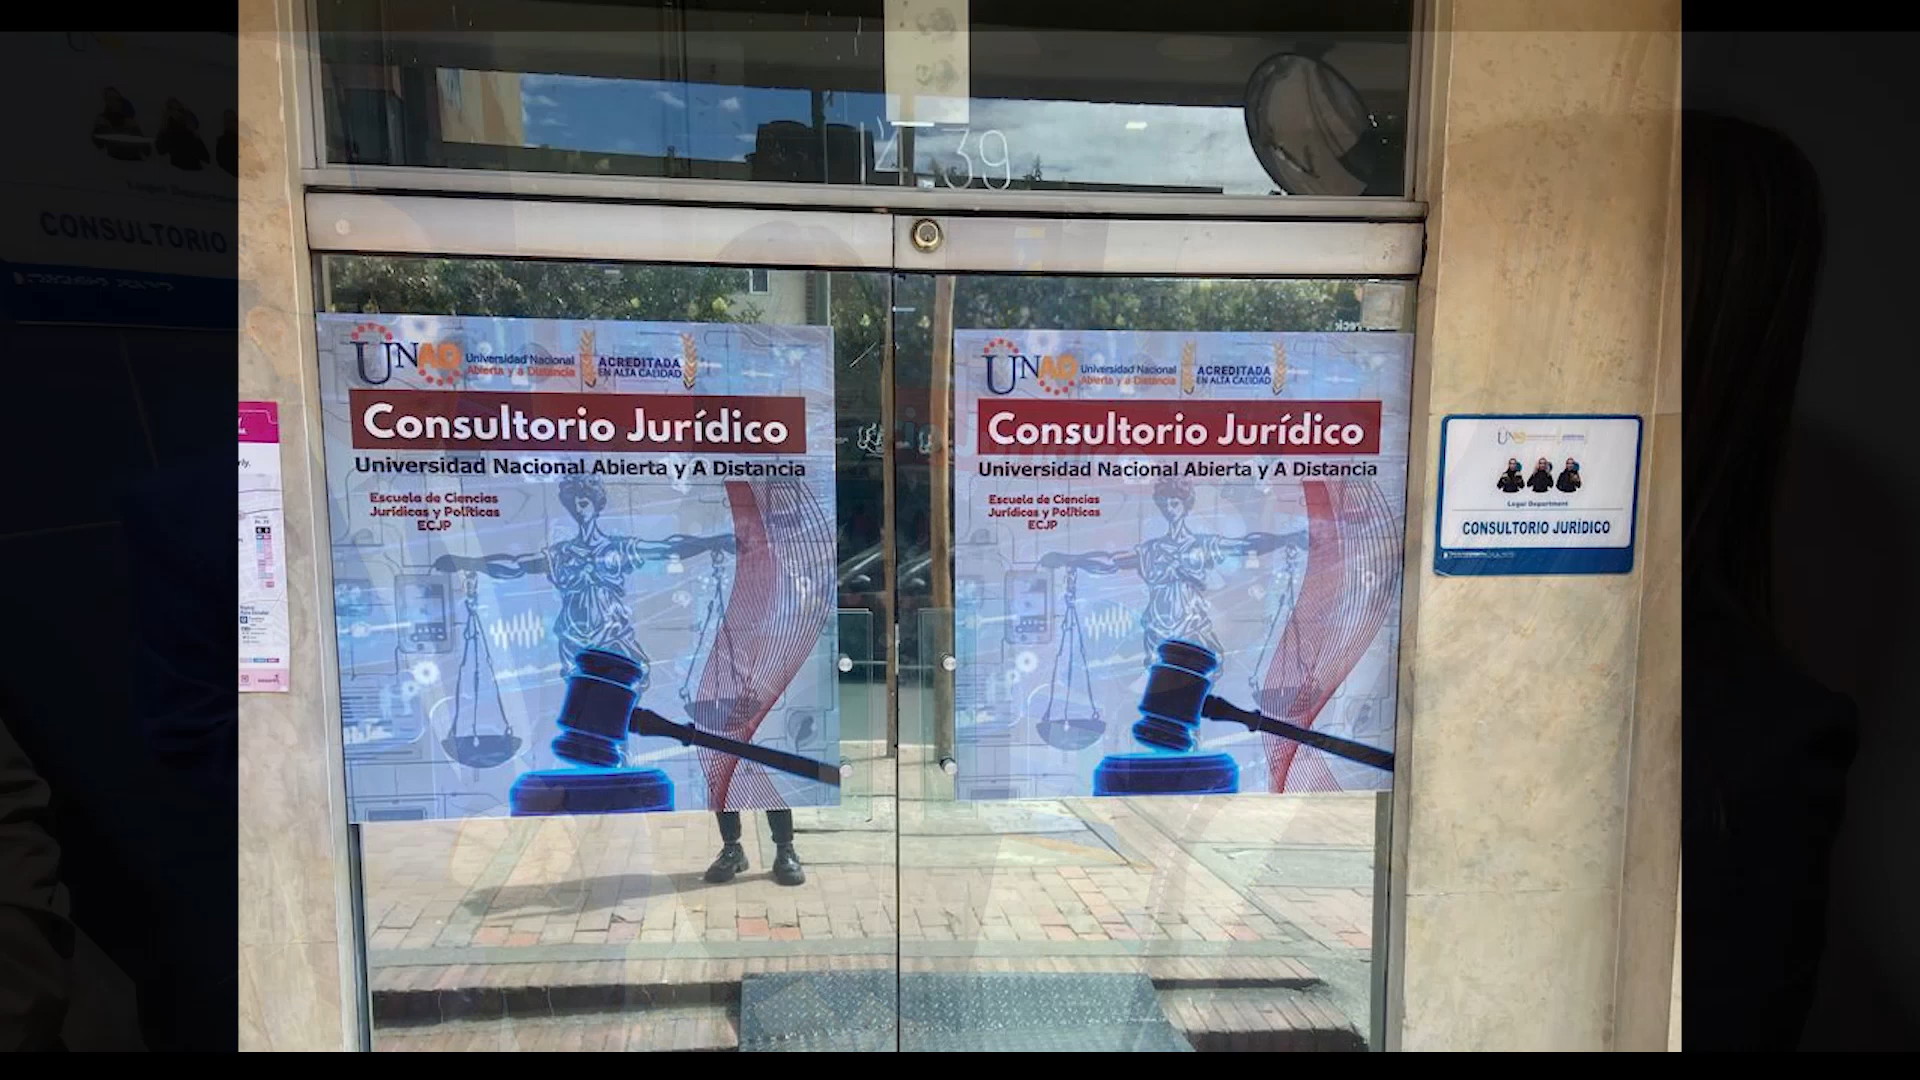 14 39
UNAD Universidad Nacional
Abierta y a Distancia
ACREDITADA
EN ALTA CALIDAD
Consultorio Jurídico
Universidad Nacional Abierta y A Distancia
Escuela de Ciencias
Jurídicas y Políticas
ECJP
UNAD Universidad Nacional
Abierta y a Distancia
ACREDITADA
EN ALTA CALIDAD
Consultorio Jurídico
Universidad Nacional Abierta y A Distancia
Escuela de Ciencias
Jurídicas y Políticas
ECJP
UNAD
Legal Department
CONSULTORIO JURÍDICO
CONSULTORIO